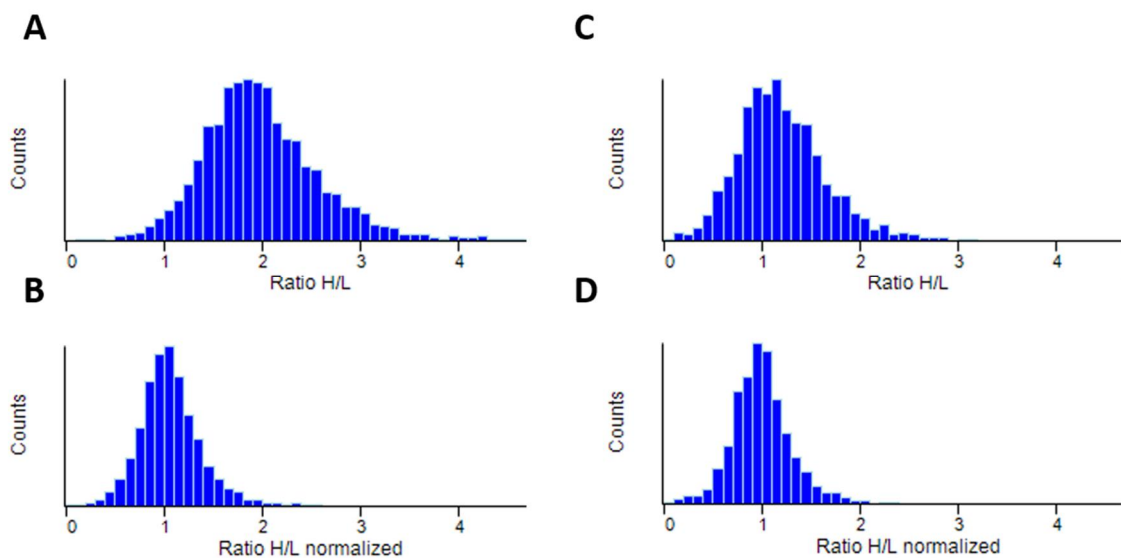 A
Counts
0 1 2 3 4
Ratio H/L
B
Counts
0 1 2 3 4
Ratio H/L normalized
C
Counts
0 1 2 3 4
Ratio H/L
D
Counts
0 1 2 3 4
Ratio H/L normalized